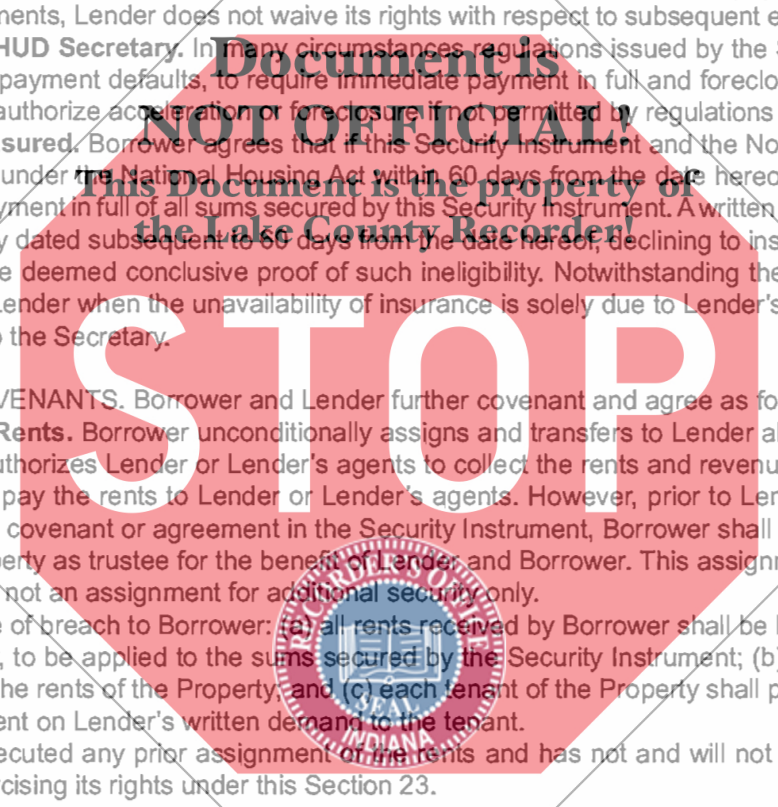 ments, Lender does not waive its rights with respect to subsequent e
HUD Secretary. In many circumstances regulations issued by the
payment defaults, to require immediate payment in full and foreclo
authorize acceleration or foreclosure if not permitted by regulations
sured. Borrower agrees that if this Security Instrument and the No
under the National Housing Act within 60 days from the date hereo
yment in full of all sums secured by this Security Instrument. A written
y dated subsequent to 60 days from the date hereof, declining to ins
e deemed conclusive proof of such ineligibility. Notwithstanding the
Lender when the unavailability of insurance is solely due to Lender's
o the Secretary.
VENANTS. Borrower and Lender further covenant and agree as fo
Rents. Borrower unconditionally assigns and transfers to Lender al
uthorizes Lender or Lender's agents to collect the rents and revenu
pay the rents to Lender or Lender's agents. However, prior to Len
covenant or agreement in the Security Instrument, Borrower shall
perty as trustee for the benefit of Lender and Borrower. This assignm
not an assignment for additional security only.
e of breach to Borrower: (a) all rents received by Borrower shall be
, to be applied to the sums secured by the Security Instrument; (b)
he rents of the Property; and (c) each tenant of the Property shall p
ent on Lender's written demand to the tenant.
ecuted any prior assignment of the rents and has not and will not
rcising its rights under this Section 23.
Document is
NOT OFFICIAL!
This Document is the property of
the Lake County Recorder!
STOP
RECORDER'S OFFICE
SEAL
INDIANA